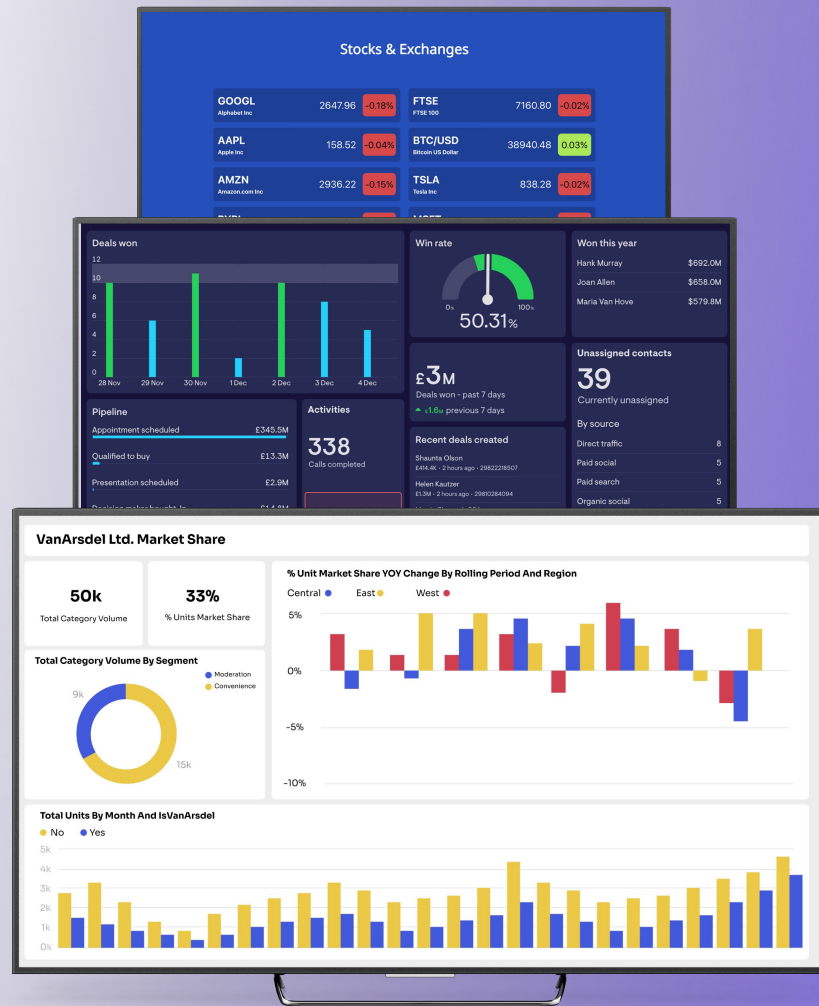 Stocks & Exchanges
GOOGL 2647.96 -0.18%
Alphabet Inc
FTSE 7160.80 -0.02%
FTSE 100
AAPL 158.52 -0.04%
Apple Inc
BTC/USD 38940.48 0.03%
Bitcoin US Dollar
AMZN 2936.22 -0.15%
Amazon.com Inc
TSLA 838.28 -0.02%
Tesla Inc
Deals won
12
10
8
6
4
2
0
28 Nov 29 Nov 30 Nov 1 Dec 2 Dec 3 Dec 4 Dec
Win rate
0% 100%
50.31%
Won this year
Hank Murray $692.0M
Joan Allen $658.0M
Maria Van Hove $579.8M
£3M
Deals won - past 7 days
£1.6M previous 7 days
Unassigned contacts
39
Currently unassigned
By source
Direct traffic 8
Paid social 5
Paid search 5
Organic social 5
Pipeline
Appointment scheduled £345.5M
Qualified to buy £13.3M
Presentation scheduled £2.9M
Activities
338
Calls completed
Recent deals created
Shaunta Olson
£414.4K · 2 hours ago · 29822218507
Helen Kautzer
£1.3M · 2 hours ago · 29810284094
VanArsdel Ltd. Market Share
50k
Total Category Volume
33%
% Units Market Share
% Unit Market Share YOY Change By Rolling Period And Region
Central East West
5%
0%
-5%
-10%
Total Category Volume By Segment
Moderation
Convenience
9k
15k
Total Units By Month And IsVanArsdel
No Yes
5k
4k
3k
2k
1k
0k